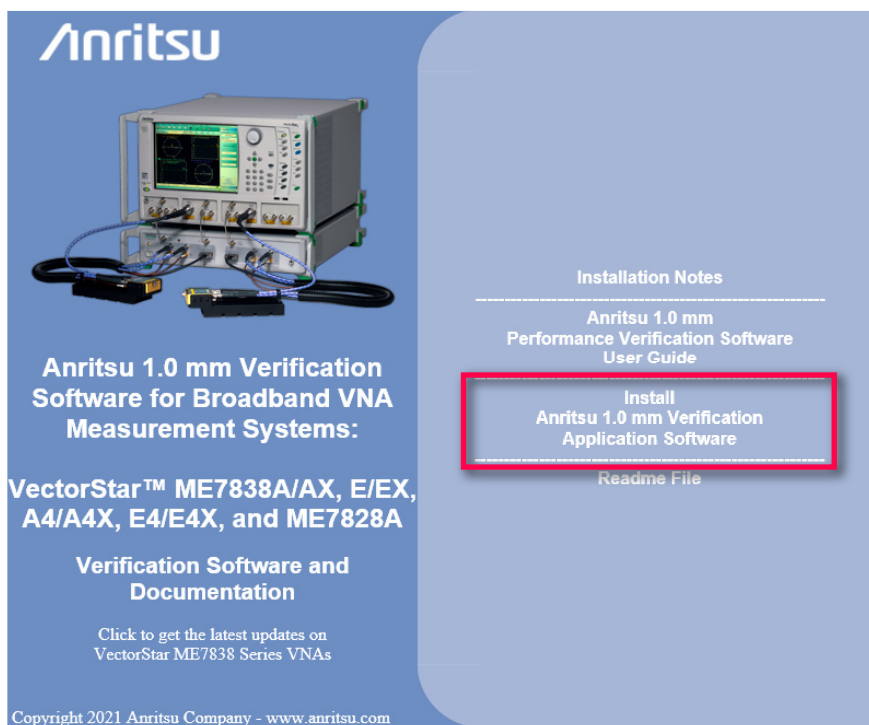 Anritsu
Anritsu 1.0 mm Verification
Software for Broadband VNA
Measurement Systems:
VectorStar™ ME7838A/AX, E/EX,
A4/A4X, E4/E4X, and ME7828A
Verification Software and
Documentation
Click to get the latest updates on
VectorStar ME7838 Series VNAs
Copyright 2021 Anritsu Company - www.anritsu.com
Installation Notes
Anritsu 1.0 mm
Performance Verification Software
User Guide
Install
Anritsu 1.0 mm Verification
Application Software
Readme File